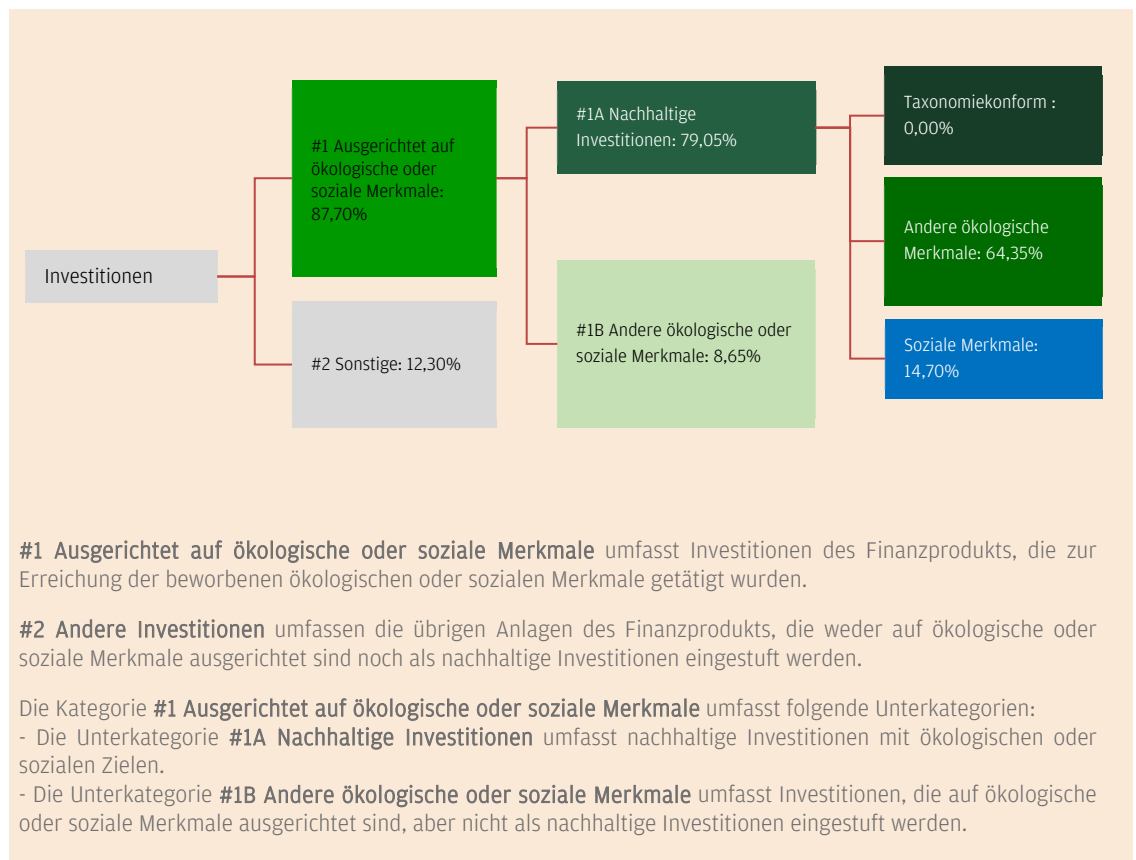 Investitionen
#1 Ausgerichtet auf
ökologische oder
soziale Merkmale:
87,70%
#2 Sonstige: 12,30%
#1A Nachhaltige
Investitionen: 79,05%
#1B Andere ökologische oder
soziale Merkmale: 8,65%
Taxonomiekonform :
0,00%
Andere ökologische
Merkmale: 64,35%
Soziale Merkmale:
14,70%
#1 Ausgerichtet auf ökologische oder soziale Merkmale umfasst Investitionen des Finanzprodukts, die zur
Erreichung der beworbenen ökologischen oder sozialen Merkmale getätigt wurden.
#2 Andere Investitionen umfassen die übrigen Anlagen des Finanzprodukts, die weder auf ökologische oder
soziale Merkmale ausgerichtet sind noch als nachhaltige Investitionen eingestuft werden.
Die Kategorie #1 Ausgerichtet auf ökologische oder soziale Merkmale umfasst folgende Unterkategorien:
- Die Unterkategorie #1A Nachhaltige Investitionen umfasst nachhaltige Investitionen mit ökologischen oder
sozialen Zielen.
- Die Unterkategorie #1B Andere ökologische oder soziale Merkmale umfasst Investitionen, die auf ökologische
oder soziale Merkmale ausgerichtet sind, aber nicht als nachhaltige Investitionen eingestuft werden.